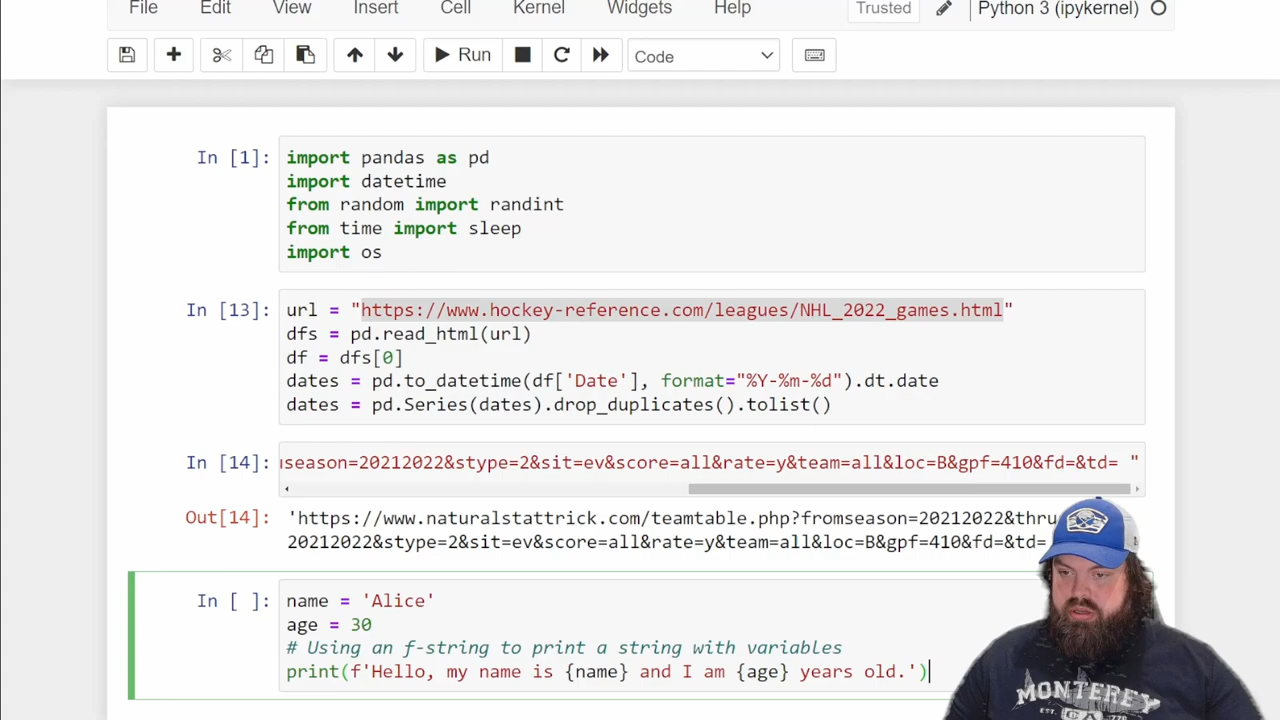 File Edit View Insert Cell Kernel Widgets Help Trusted Python 3 (ipykernel)
Run Code
In [1]: import pandas as pd
import datetime
from random import randint
from time import sleep
import os
In [13]: url = "https://www.hockey-reference.com/leagues/NHL_2022_games.html"
dfs = pd.read_html(url)
df = dfs[0]
dates = pd.to_datetime(df['Date'], format="%Y-%m-%d").dt.date
dates = pd.Series(dates).drop_duplicates().tolist()
In [14]: season=20212022&stype=2&sit=ev&score=all&rate=y&team=all&loc=B&gpf=410&fd=&td= "
Out[14]: 'https://www.naturalstattrick.com/teamtable.php?fromseason=20212022&thru
20212022&stype=2&sit=ev&score=all&rate=y&team=all&loc=B&gpf=410&fd=&td=
In [ ]: name = 'Alice'
age = 30
# Using an f-string to print a string with variables
print(f'Hello, my name is {name} and I am {age} years old.')
MONTEREY
EST.